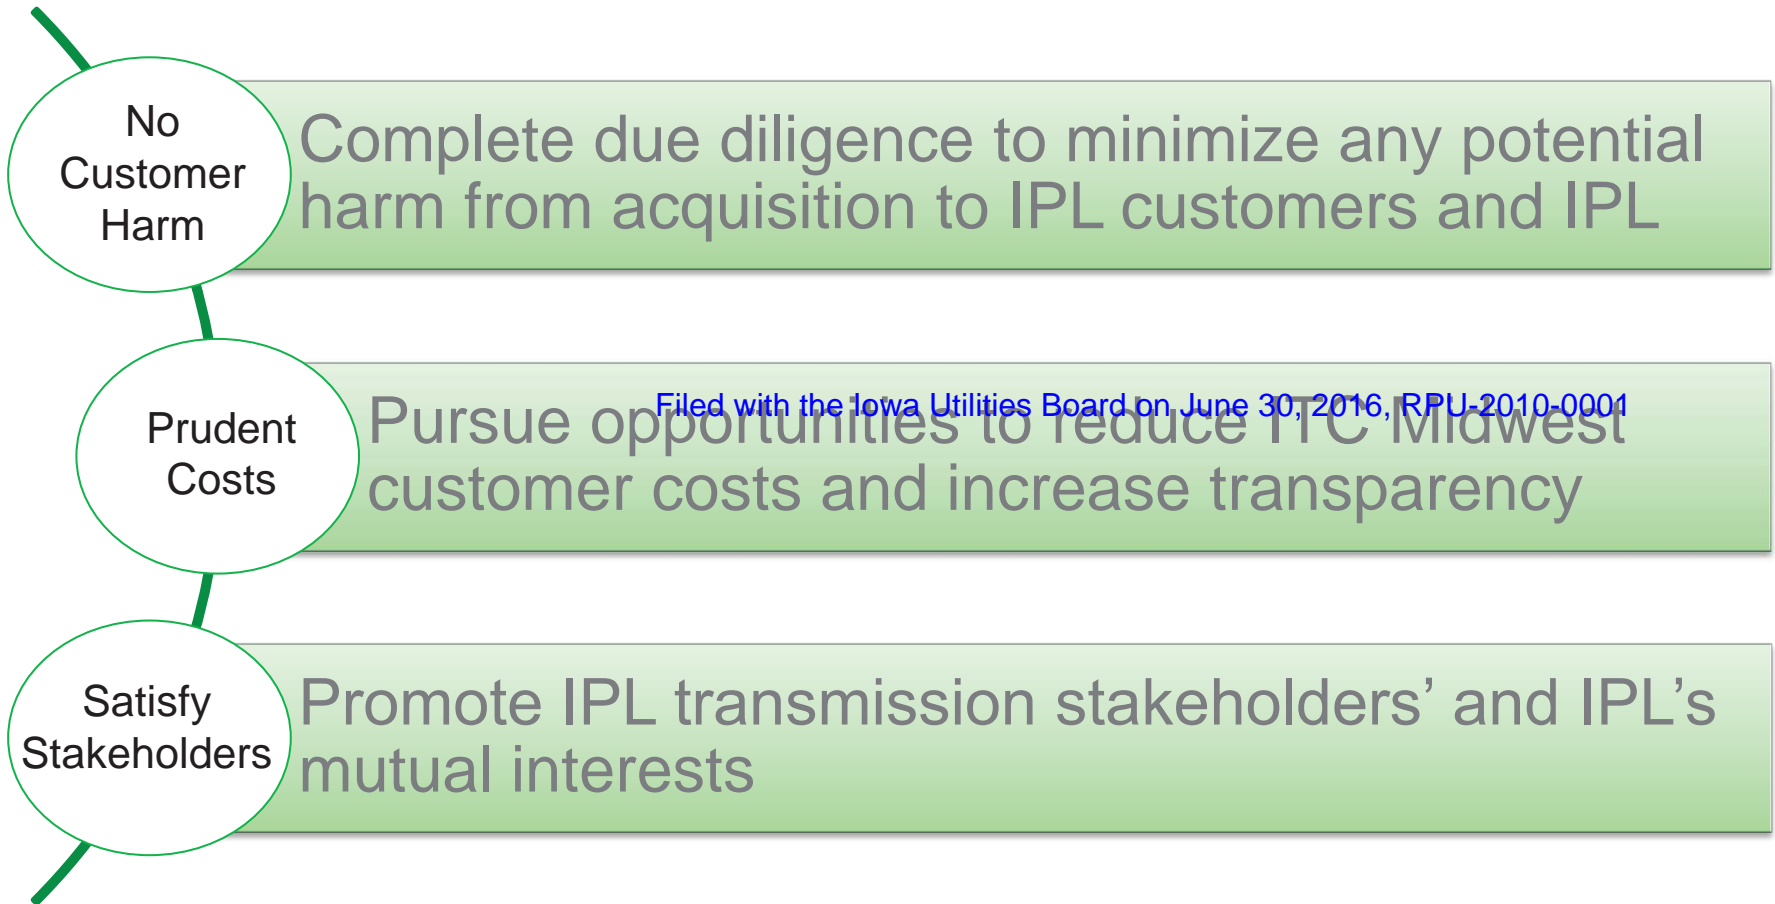 No
Customer
Harm
Complete due diligence to minimize any potential
harm from acquisition to IPL customers and IPL
Prudent
Costs
Filed with the Iowa Utilities Board on June 30, 2016, RPU-2010-0001
Pursue opportunities to reduce ITC Midwest
customer costs and increase transparency
Satisfy
Stakeholders
Promote IPL transmission stakeholders’ and IPL’s
mutual interests